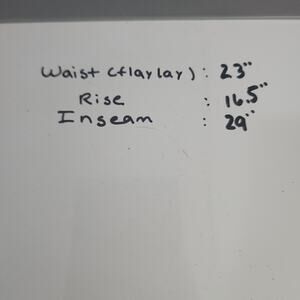 Waist (flaylay) : 23"
Rise : 16.5"
Inseam : 29"